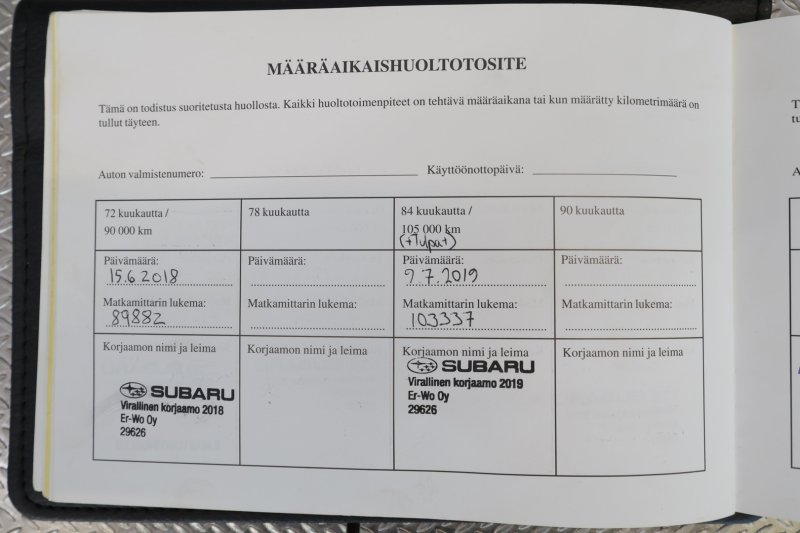 MÄÄRÄAIKAISHUOLTOTOSITE
Tämä on todistus suoritetusta huollosta. Kaikki huoltotoimenpiteet on tehtävä määräaikana tai kun määrätty kilometrimäärä on
tullut täyteen.
Auton valmistenumero:
Käyttöönottopäivä:
72 kuukautta /
90 000 km
78 kuukautta
84 kuukautta /
105 000 km
90 kuukautta
Päivämäärä:
15.6.2018
Päivämäärä:
Päivämäärä:
9.7.2019
Päivämäärä:
Matkamittarin lukema:
89882
Matkamittarin lukema:
Matkamittarin lukema:
103337
Matkamittarin lukema:
Korjaamon nimi ja leima
SUBARU
Virallinen korjaamo 2018
Er-Wo Oy
29626
Korjaamon nimi ja leima
Korjaamon nimi ja leima
SUBARU
Virallinen korjaamo 2019
Er-Wo Oy
29626
Korjaamon nimi ja leima